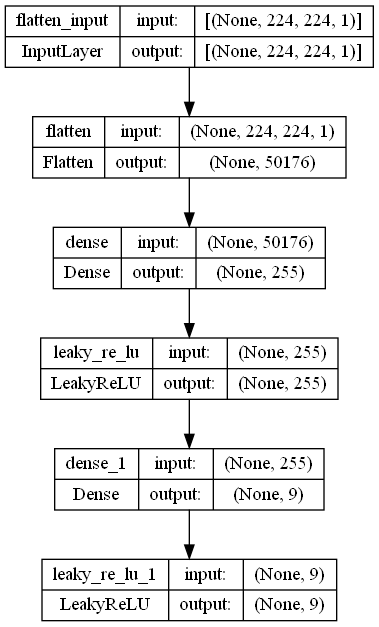 flatten_input input: [(None, 224, 224, 1)]
InputLayer output: [(None, 224, 224, 1)]
flatten input: (None, 224, 224, 1)
Flatten output: (None, 50176)
dense input: (None, 50176)
Dense output: (None, 255)
leaky_re_lu input: (None, 255)
LeakyReLU output: (None, 255)
dense_1 input: (None, 255)
Dense output: (None, 9)
leaky_re_lu_1 input: (None, 9)
LeakyReLU output: (None, 9)